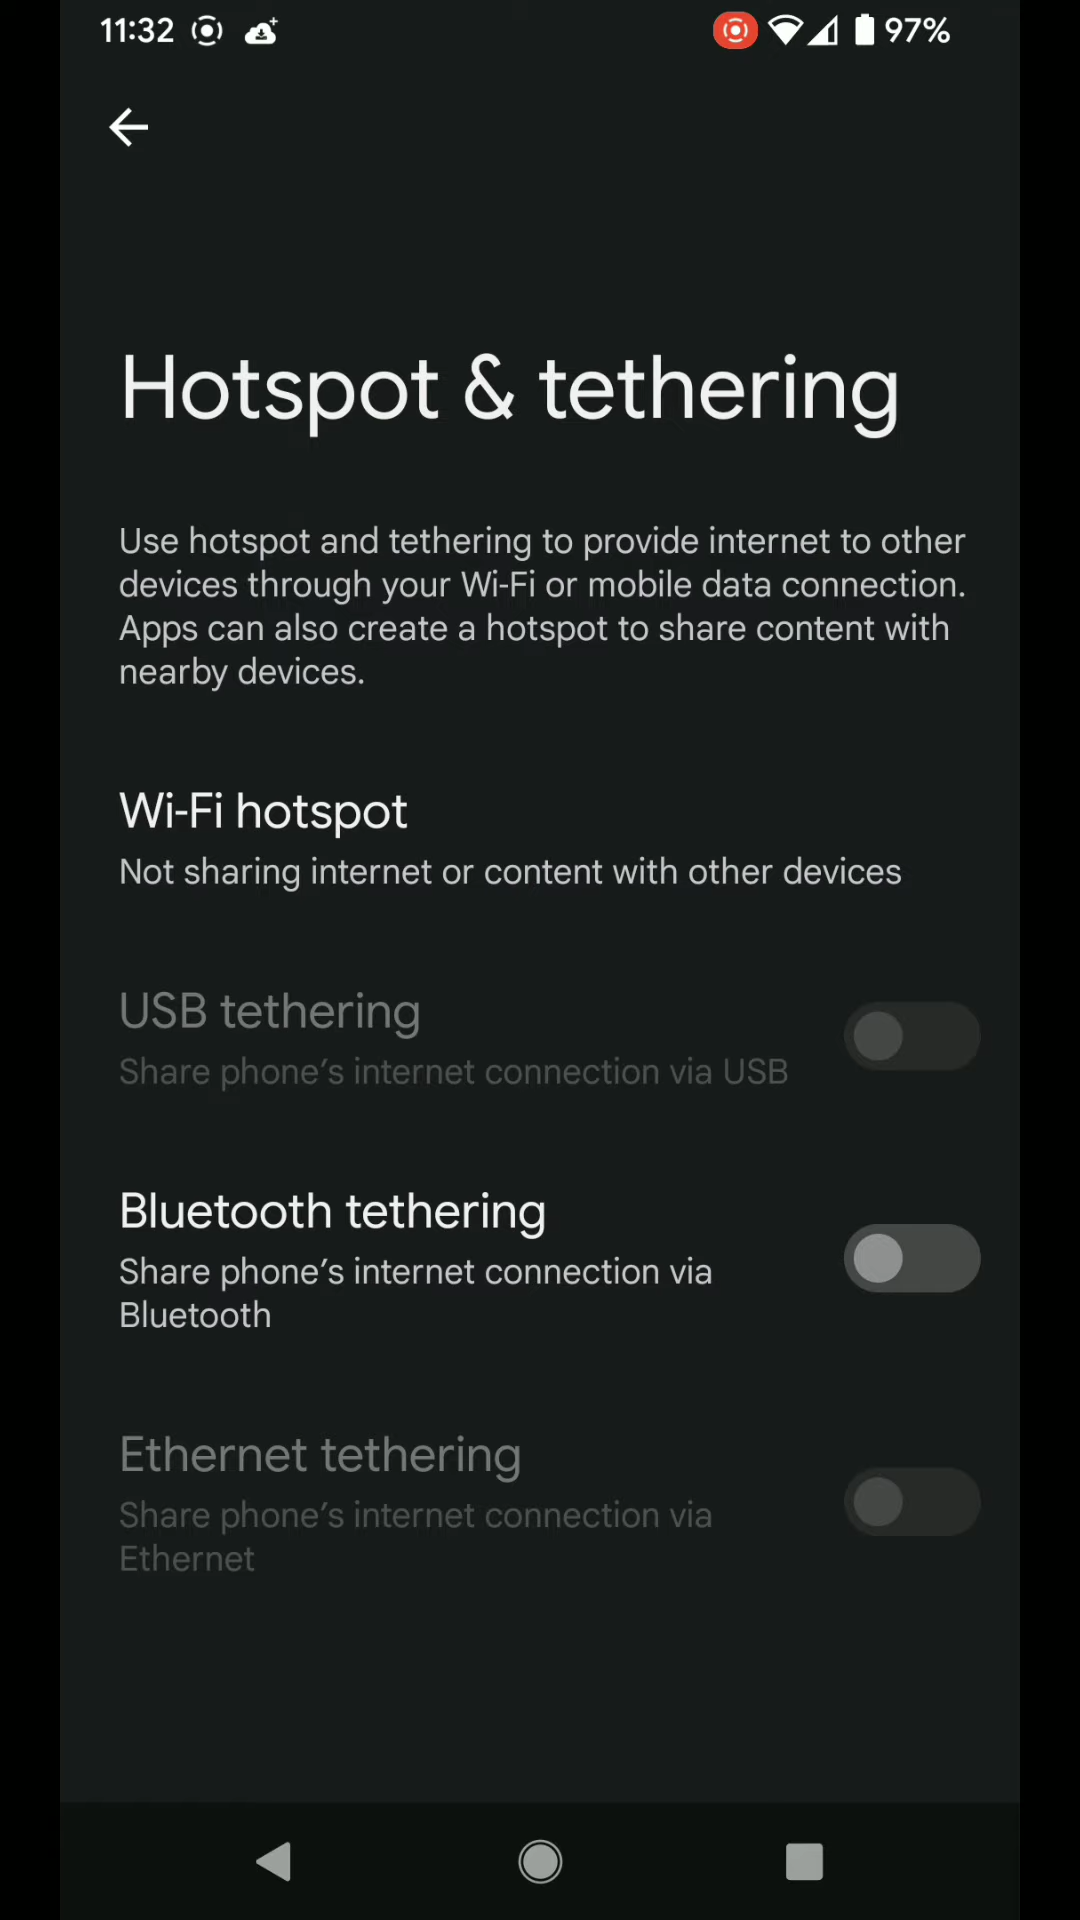 11:32
97%
Hotspot & tethering
Use hotspot and tethering to provide internet to other
devices through your Wi-Fi or mobile data connection.
Apps can also create a hotspot to share content with
nearby devices.
Wi-Fi hotspot
Not sharing internet or content with other devices
USB tethering
Share phone’s internet connection via USB
Bluetooth tethering
Share phone’s internet connection via
Bluetooth
Ethernet tethering
Share phone’s internet connection via
Ethernet